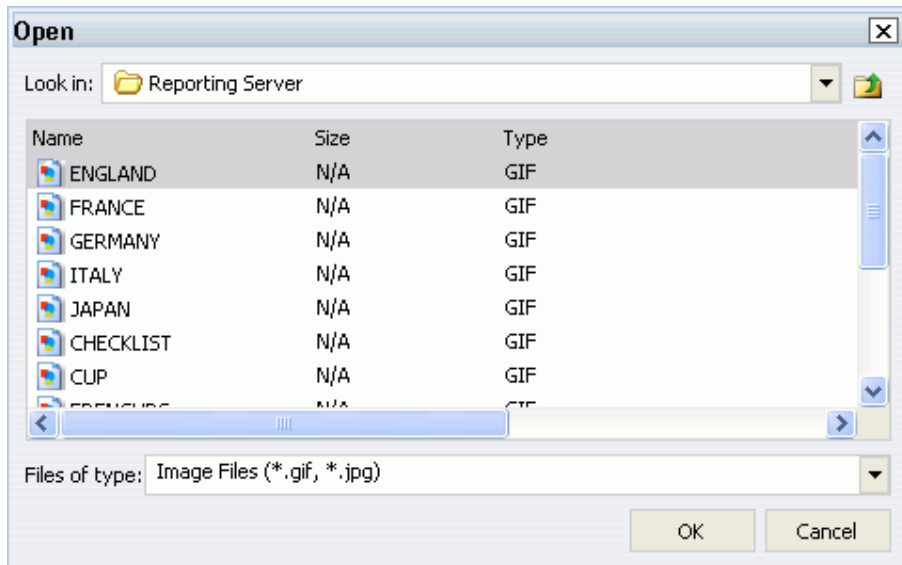 Open
Look in: Reporting Server
Name Size Type
ENGLAND N/A GIF
FRANCE N/A GIF
GERMANY N/A GIF
ITALY N/A GIF
JAPAN N/A GIF
CHECKLIST N/A GIF
CUP N/A GIF
N/A GIF
Files of type: Image Files (*.gif, *.jpg)
OK Cancel